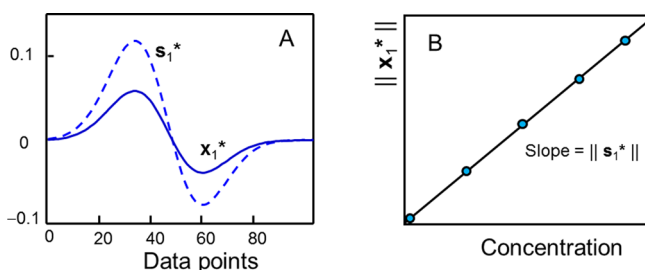 A
s₁*
0.1
0
x₁*
−0.1
0 20 40 60 80
Data points
B
|| x₁* ||
Slope = || s₁* ||
Concentration